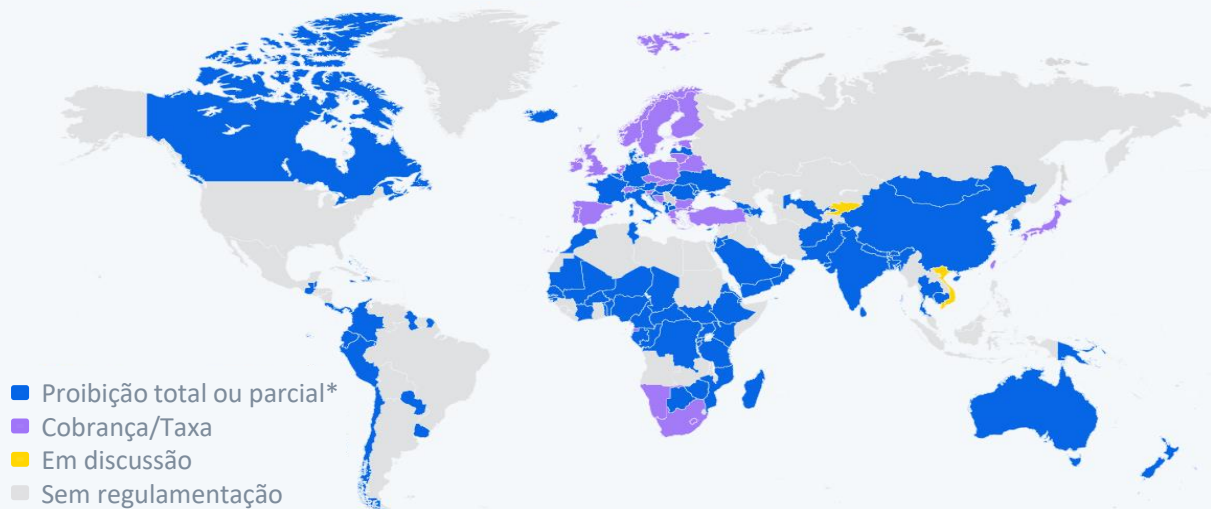 Proibição total ou parcial*
Cobrança/Taxa
Em discussão
Sem regulamentação